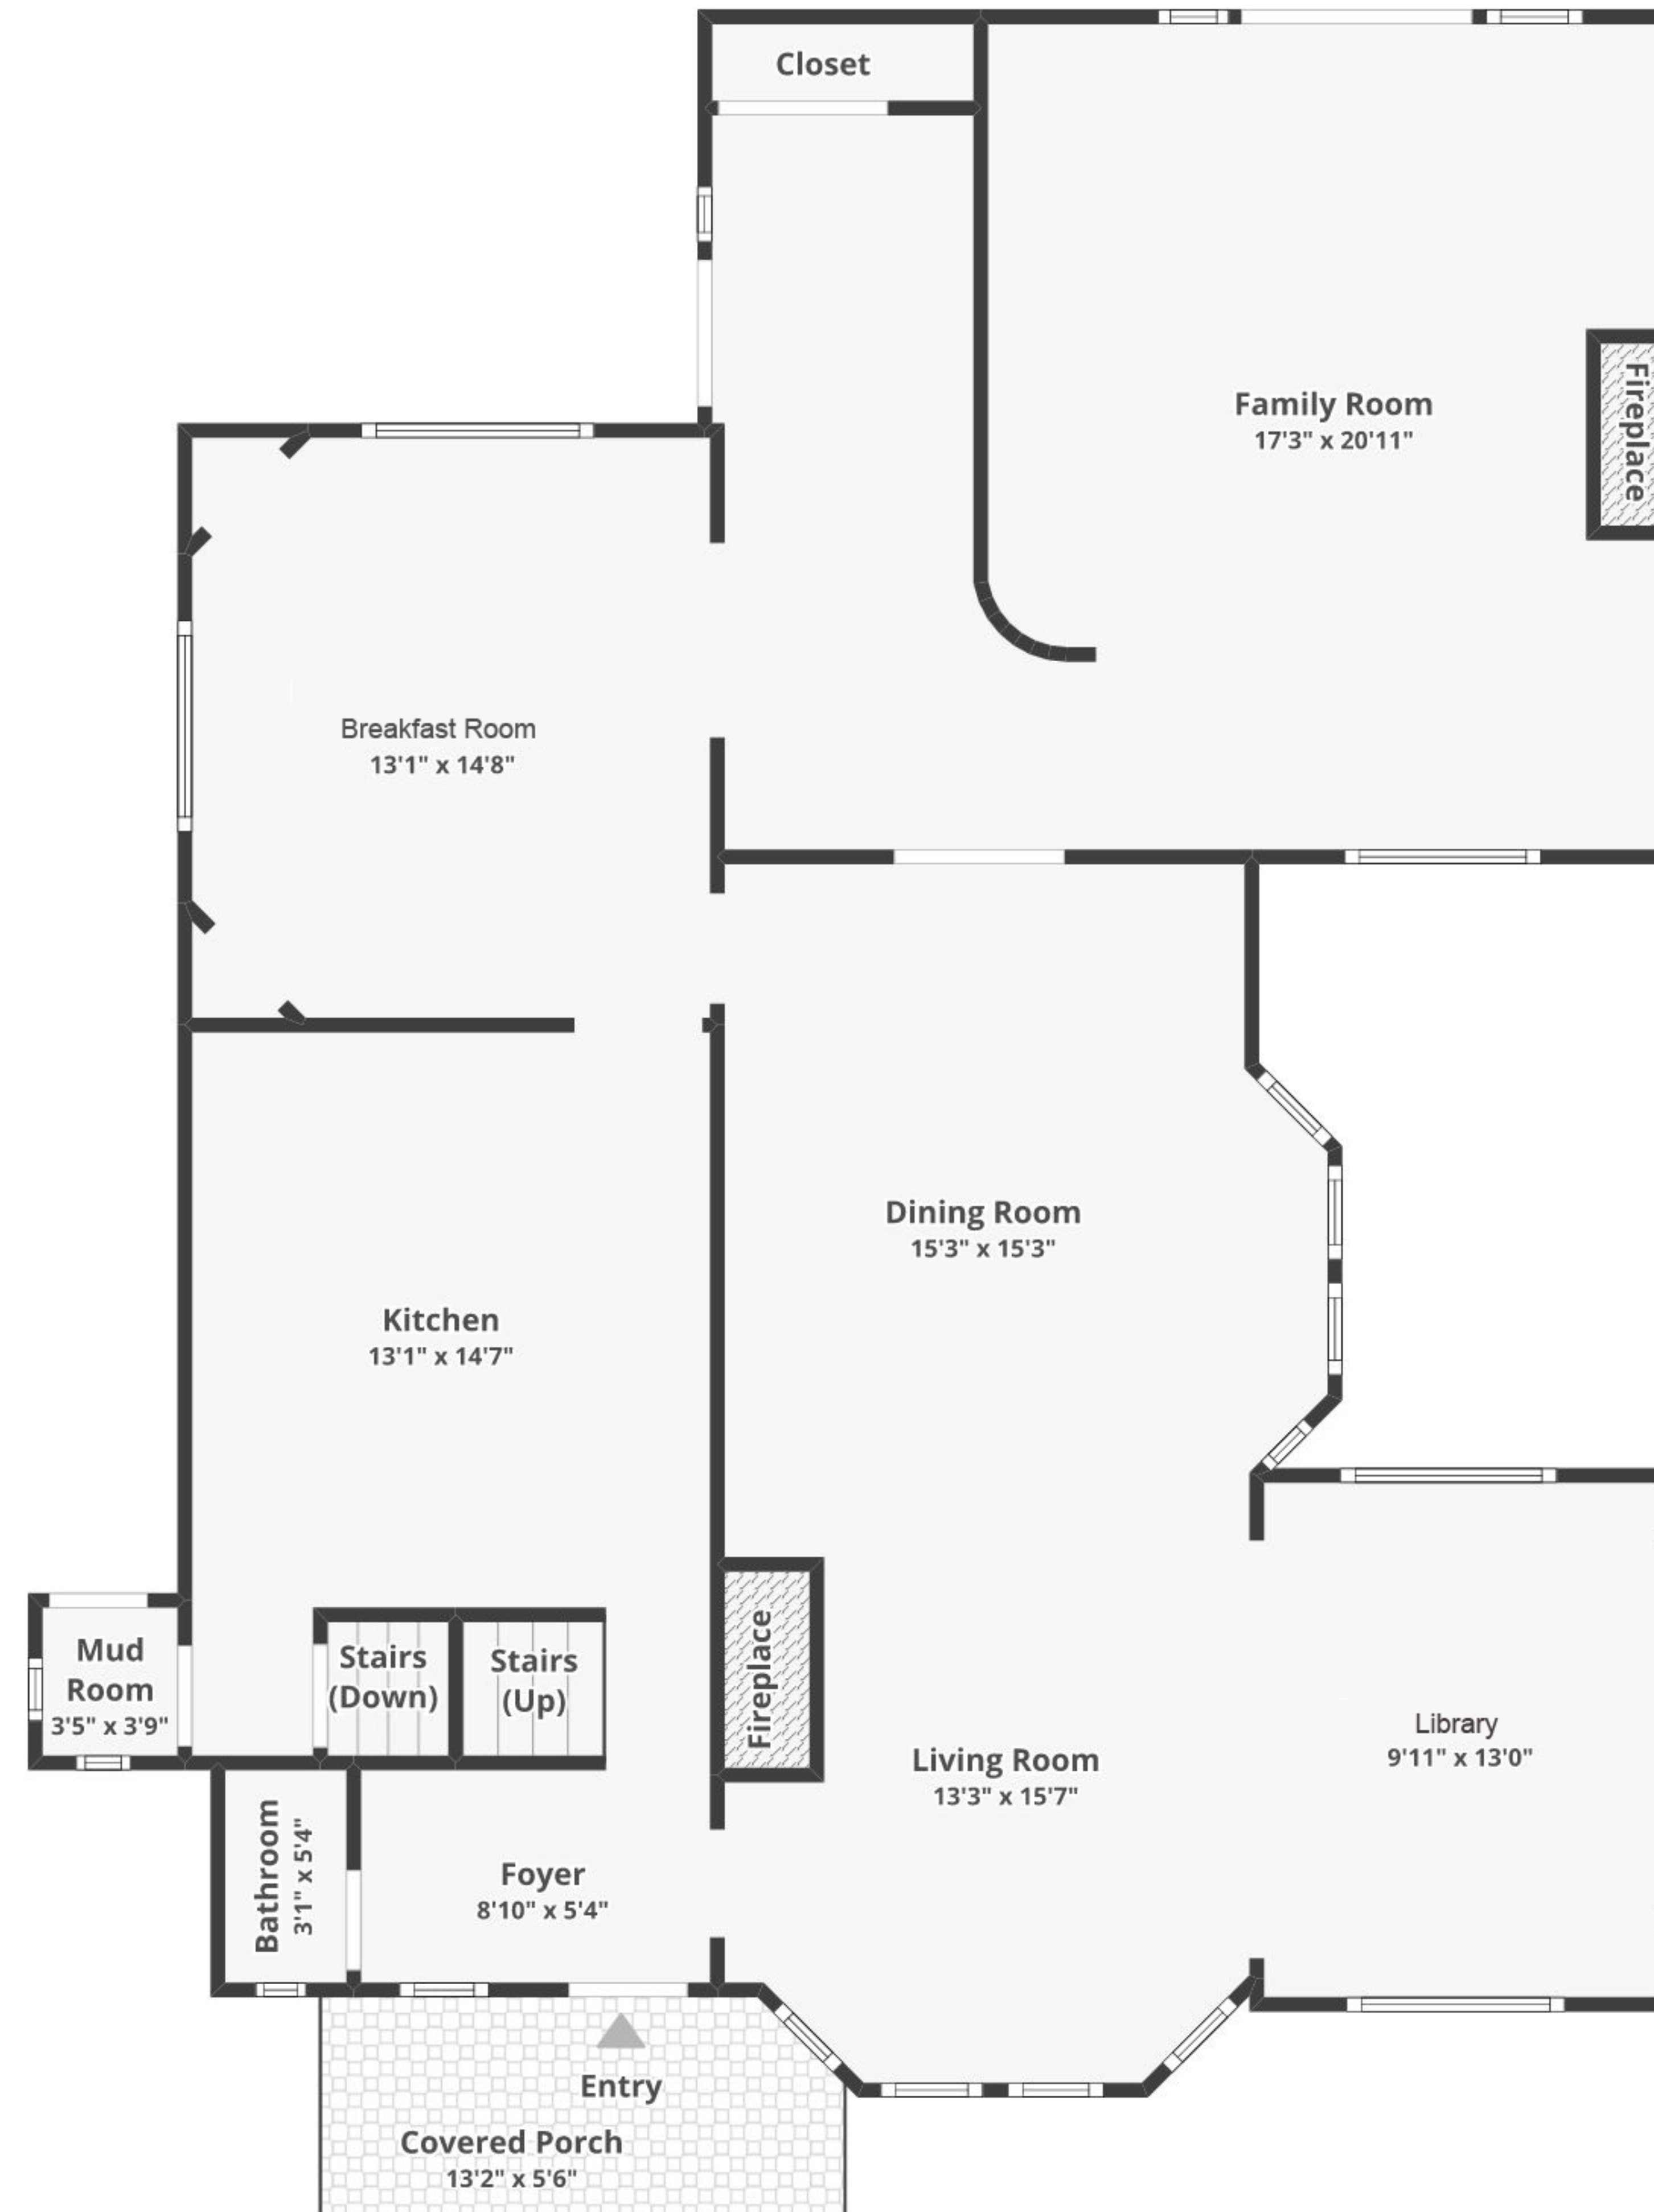 Closet
Family Room
17'3" x 20'11"
Fireplace
Breakfast Room
13'1" x 14'8"
Dining Room
15'3" x 15'3"
Kitchen
13'1" x 14'7"
Mud
Room
3'5" x 3'9"
Stairs
(Down)
Stairs
(Up)
Fireplace
Living Room
13'3" x 15'7"
Library
9'11" x 13'0"
Bathroom
3'1" x 5'4"
Foyer
8'10" x 5'4"
Entry
Covered Porch
13'2" x 5'6"